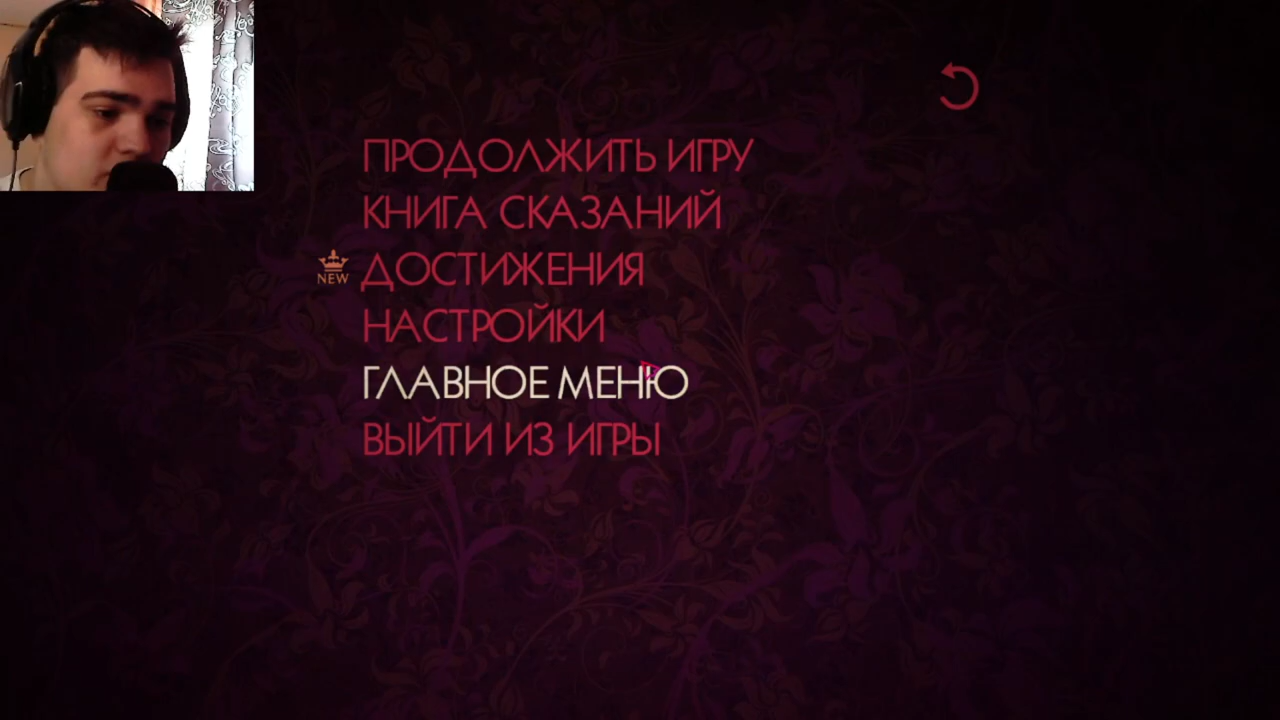 ПРОДОЛЖИТЬ ИГРУ
КНИГА СКАЗАНИЙ
NEW ДОСТИЖЕНИЯ
НАСТРОЙКИ
ГЛАВНОЕ МЕНЮ
ВЫЙТИ ИЗ ИГРЫ